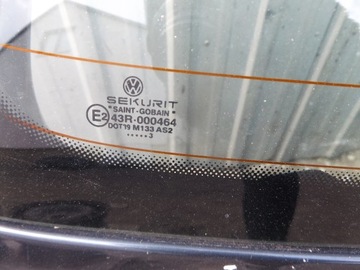 SEKURIT
"SAINT-GOBAIN"
E2 43R-000464
DOT19 M133 AS2
.....3